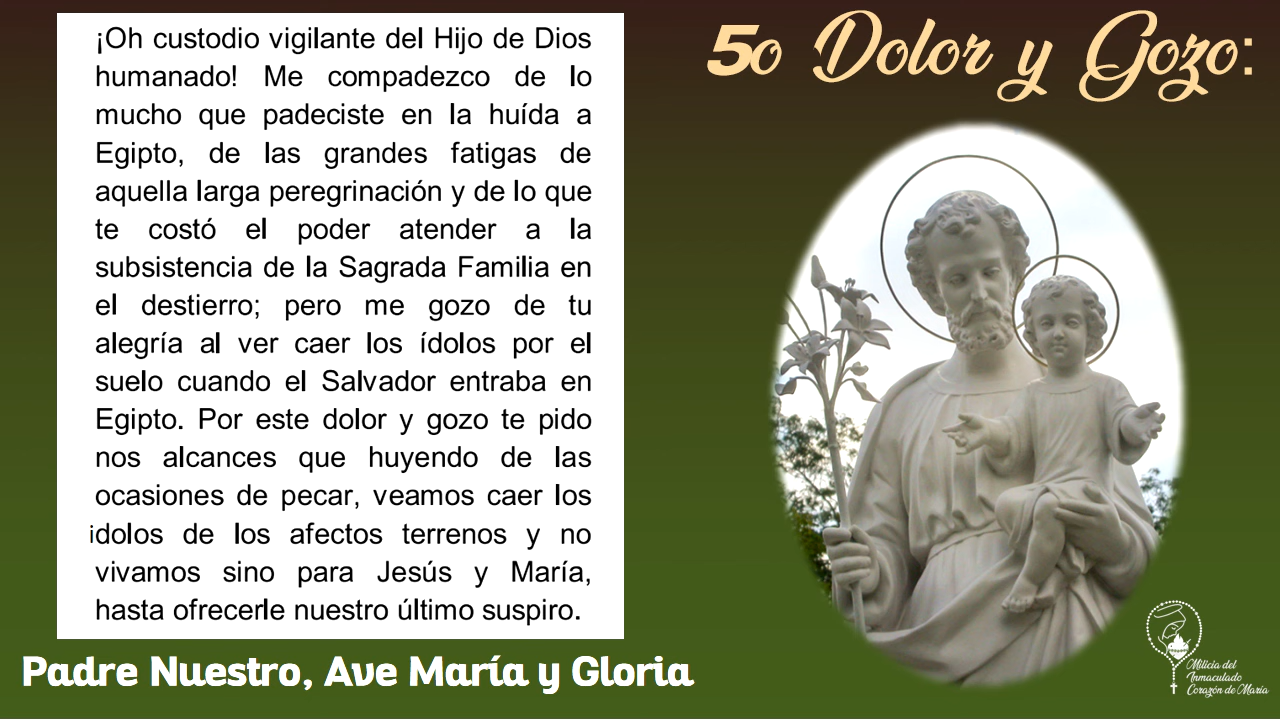 5o Dolor y Gozo:
¡Oh custodio vigilante del Hijo de Dios
humanado! Me compadezco de lo
mucho que padeciste en la huída a
Egipto, de las grandes fatigas de
aquella larga peregrinación y de lo que
te costó el poder atender a la
subsistencia de la Sagrada Familia en
el destierro; pero me gozo de tu
alegría al ver caer los ídolos por el
suelo cuando el Salvador entraba en
Egipto. Por este dolor y gozo te pido
nos alcances que huyendo de las
ocasiones de pecar, veamos caer los
idolos de los afectos terrenos y no
vivamos sino para Jesús y María,
hasta ofrecerle nuestro último suspiro.
Padre Nuestro, Ave María y Gloria
Milicia del
Inmaculado
Corazón de María